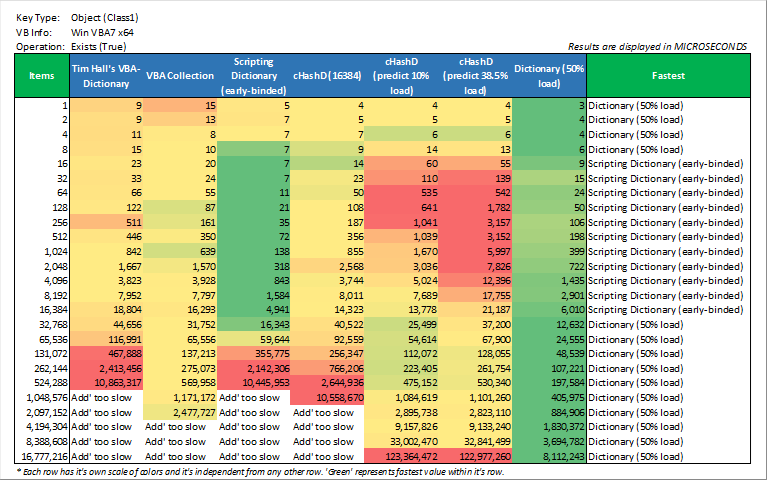 Key Type: Object (Class1)
VB Info: Win VBA7 x64
Operation: Exists (True) Results are displayed in MICROSECONDS
Items Tim Hall's VBA-Dictionary VBA Collection Scripting Dictionary (early-binded) cHashD (16384) cHashD (predict 10% load) cHashD (predict 38.5% load) Dictionary (50% load) Fastest
1 9 15 5 4 4 4 3 Dictionary (50% load)
2 9 13 7 5 5 5 4 Dictionary (50% load)
4 11 8 7 7 6 6 4 Dictionary (50% load)
8 15 10 7 9 14 13 6 Dictionary (50% load)
16 23 20 7 14 60 55 9 Scripting Dictionary (early-binded)
32 33 24 7 23 110 139 15 Scripting Dictionary (early-binded)
64 66 55 11 50 535 542 24 Scripting Dictionary (early-binded)
128 122 87 21 108 641 1,782 50 Scripting Dictionary (early-binded)
256 511 161 35 187 1,041 3,157 106 Scripting Dictionary (early-binded)
512 446 350 72 356 1,039 3,152 198 Scripting Dictionary (early-binded)
1,024 842 639 138 855 1,670 5,997 399 Scripting Dictionary (early-binded)
2,048 1,667 1,570 318 2,568 3,036 7,826 722 Scripting Dictionary (early-binded)
4,096 3,823 3,928 843 3,744 5,024 12,396 1,435 Scripting Dictionary (early-binded)
8,192 7,952 7,797 1,584 8,011 7,689 17,755 2,901 Scripting Dictionary (early-binded)
16,384 18,804 16,293 4,941 14,323 13,778 21,187 6,010 Scripting Dictionary (early-binded)
32,768 44,656 31,752 16,343 40,522 25,499 37,200 12,632 Dictionary (50% load)
65,536 116,991 65,556 59,644 92,559 54,614 67,900 24,555 Dictionary (50% load)
131,072 467,888 137,213 355,775 256,347 112,072 128,055 48,539 Dictionary (50% load)
262,144 2,413,456 275,073 2,142,306 766,206 223,405 261,754 107,221 Dictionary (50% load)
524,288 10,863,317 569,958 10,445,953 2,644,936 475,152 530,340 197,584 Dictionary (50% load)
1,048,576 Add' too slow 1,171,172 Add' too slow 10,558,670 1,084,619 1,101,260 405,975 Dictionary (50% load)
2,097,152 Add' too slow 2,477,727 Add' too slow Add' too slow 2,895,738 2,823,110 884,906 Dictionary (50% load)
4,194,304 Add' too slow Add' too slow Add' too slow Add' too slow 9,157,826 9,133,240 1,830,372 Dictionary (50% load)
8,388,608 Add' too slow Add' too slow Add' too slow Add' too slow 33,002,470 32,841,499 3,694,782 Dictionary (50% load)
16,777,216 Add' too slow Add' too slow Add' too slow Add' too slow 123,364,472 122,977,260 8,112,243 Dictionary (50% load)
* Each row has it's own scale of colors and it's independent from any other row. 'Green' represents fastest value within it's row.